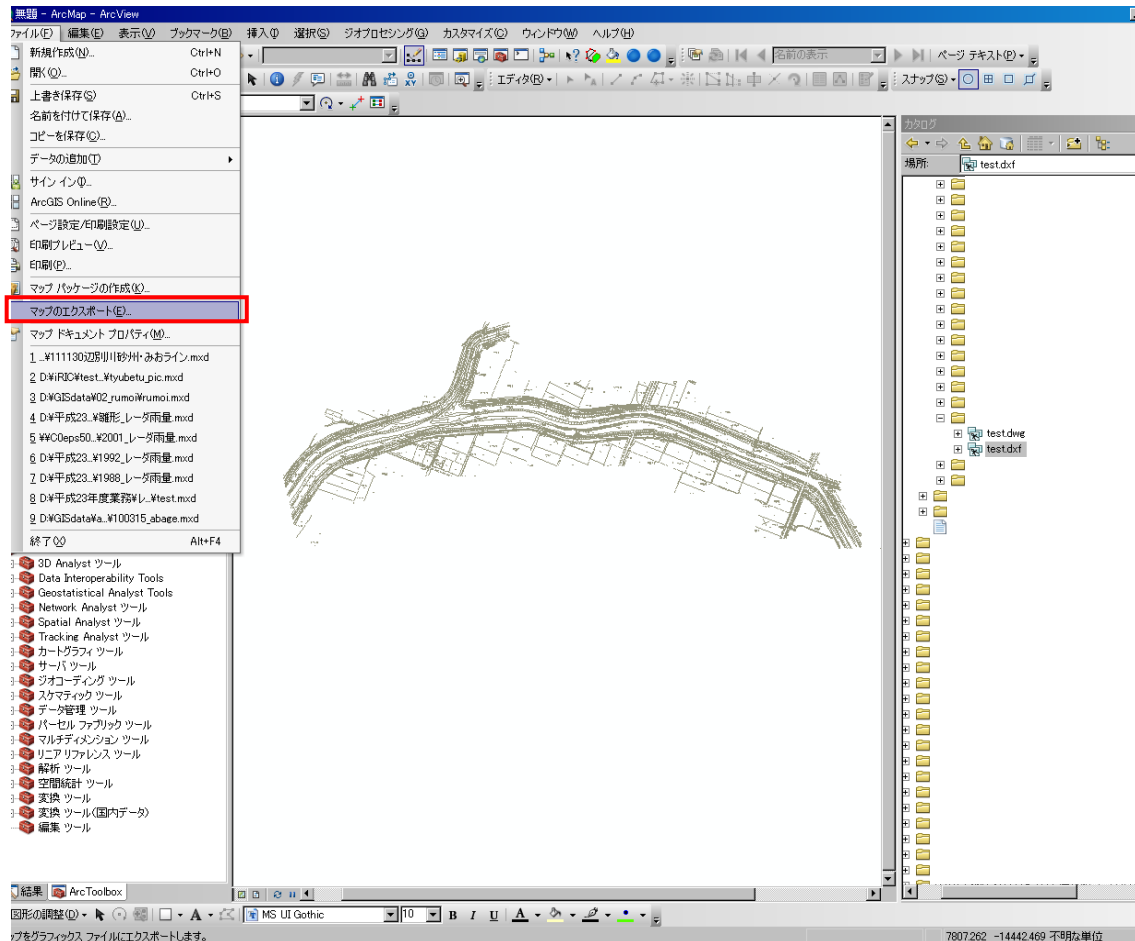 無題 - ArcMap - ArcView
ファイル(F) 編集(E) 表示(V) ブックマーク(B) 挿入(I) 選択(S) ジオプロセシング(G) カスタマイズ(C) ウィンドウ(W) ヘルプ(H)
新規作成(N)... Ctrl+N
開く(O)... Ctrl+O
上書き保存(S) Ctrl+S
名前を付けて保存(A)...
コピーを保存(C)...
データの追加(T)
サイン イン(I)...
ArcGIS Online(R)...
ページ設定/印刷設定(U)...
印刷プレビュー(V)...
印刷(P)...
マップ パッケージの作成(K)...
マップのエクスポート(E)...
マップ ドキュメント プロパティ(M)...
1 ..¥111130辺別川砂州・みおライン.mxd
2 D:¥iRIC¥test..¥tyubetu_pic.mxd
3 D:¥GISdata¥02_rumoi¥rumoi.mxd
4 D:¥平成23..¥雛形_レーダ雨量.mxd
5 ¥¥C0eps50..¥2001_レーダ雨量.mxd
6 D:¥平成23..¥1992_レーダ雨量.mxd
7 D:¥平成23..¥1988_レーダ雨量.mxd
8 D:¥平成23年度業務¥レ..¥test.mxd
9 D:¥GISdata¥a..¥100315_abage.mxd
終了(X) Alt+F4
名前の表示
ページ テキスト(P)
エディタ(R)
スナップ(S)
カタログ
場所: test.dxf
test.dwg
test.dxf
3D Analyst ツール
Data Interoperability Tools
Geostatistical Analyst Tools
Network Analyst ツール
Spatial Analyst ツール
Tracking Analyst ツール
カートグラフィ ツール
サーバ ツール
ジオコーディング ツール
スケマティック ツール
データ管理 ツール
パーセル ファブリック ツール
マルチディメンション ツール
リニア リファレンス ツール
解析 ツール
空間統計 ツール
変換 ツール
変換 ツール(国内データ)
編集 ツール
結果 ArcToolbox
図形の調整(D) A MS UI Gothic 10 B I U A
ップをグラフィックス ファイルにエクスポートします。 7807.262 -14442.469 不明な単位